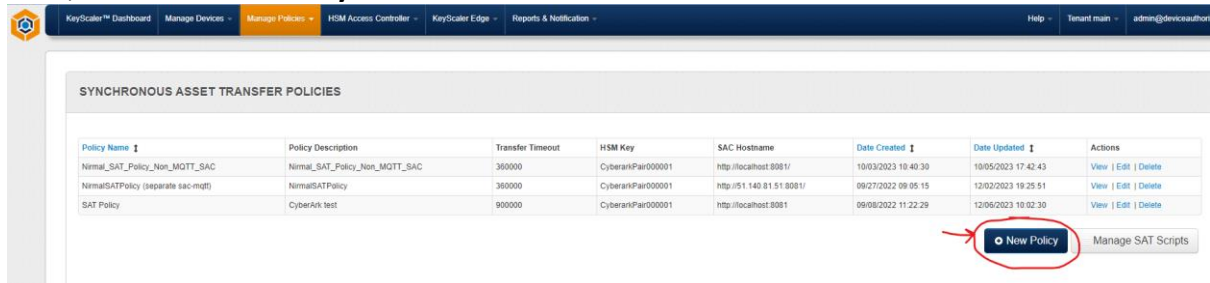 KeyScaler™ Dashboard Manage Devices Manage Policies HSM Access Controller KeyScaler Edge Reports & Notification Help Tenant main admin@deviceauthori
SYNCHRONOUS ASSET TRANSFER POLICIES
Policy Name Policy Description Transfer Timeout HSM Key SAC Hostname Date Created Date Updated Actions
Nirmal_SAT_Policy_Non_MQTT_SAC Nirmal_SAT_Policy_Non_MQTT_SAC 360000 CyberarkPair000001 http://localhost:8081/ 10/03/2023 10:40:30 10/05/2023 17:42:43 View | Edit | Delete
NirmalSATPolicy (separate sac-mqtt) NirmalSATPolicy 360000 CyberarkPair000001 http://51.140.81.51:8081/ 09/27/2022 09:05:15 12/02/2023 19:25:51 View | Edit | Delete
SAT Policy CyberArk test 900000 CyberarkPair000001 http://localhost:8081 09/08/2022 11:22:29 12/06/2023 10:02:30 View | Edit | Delete
New Policy Manage SAT Scripts